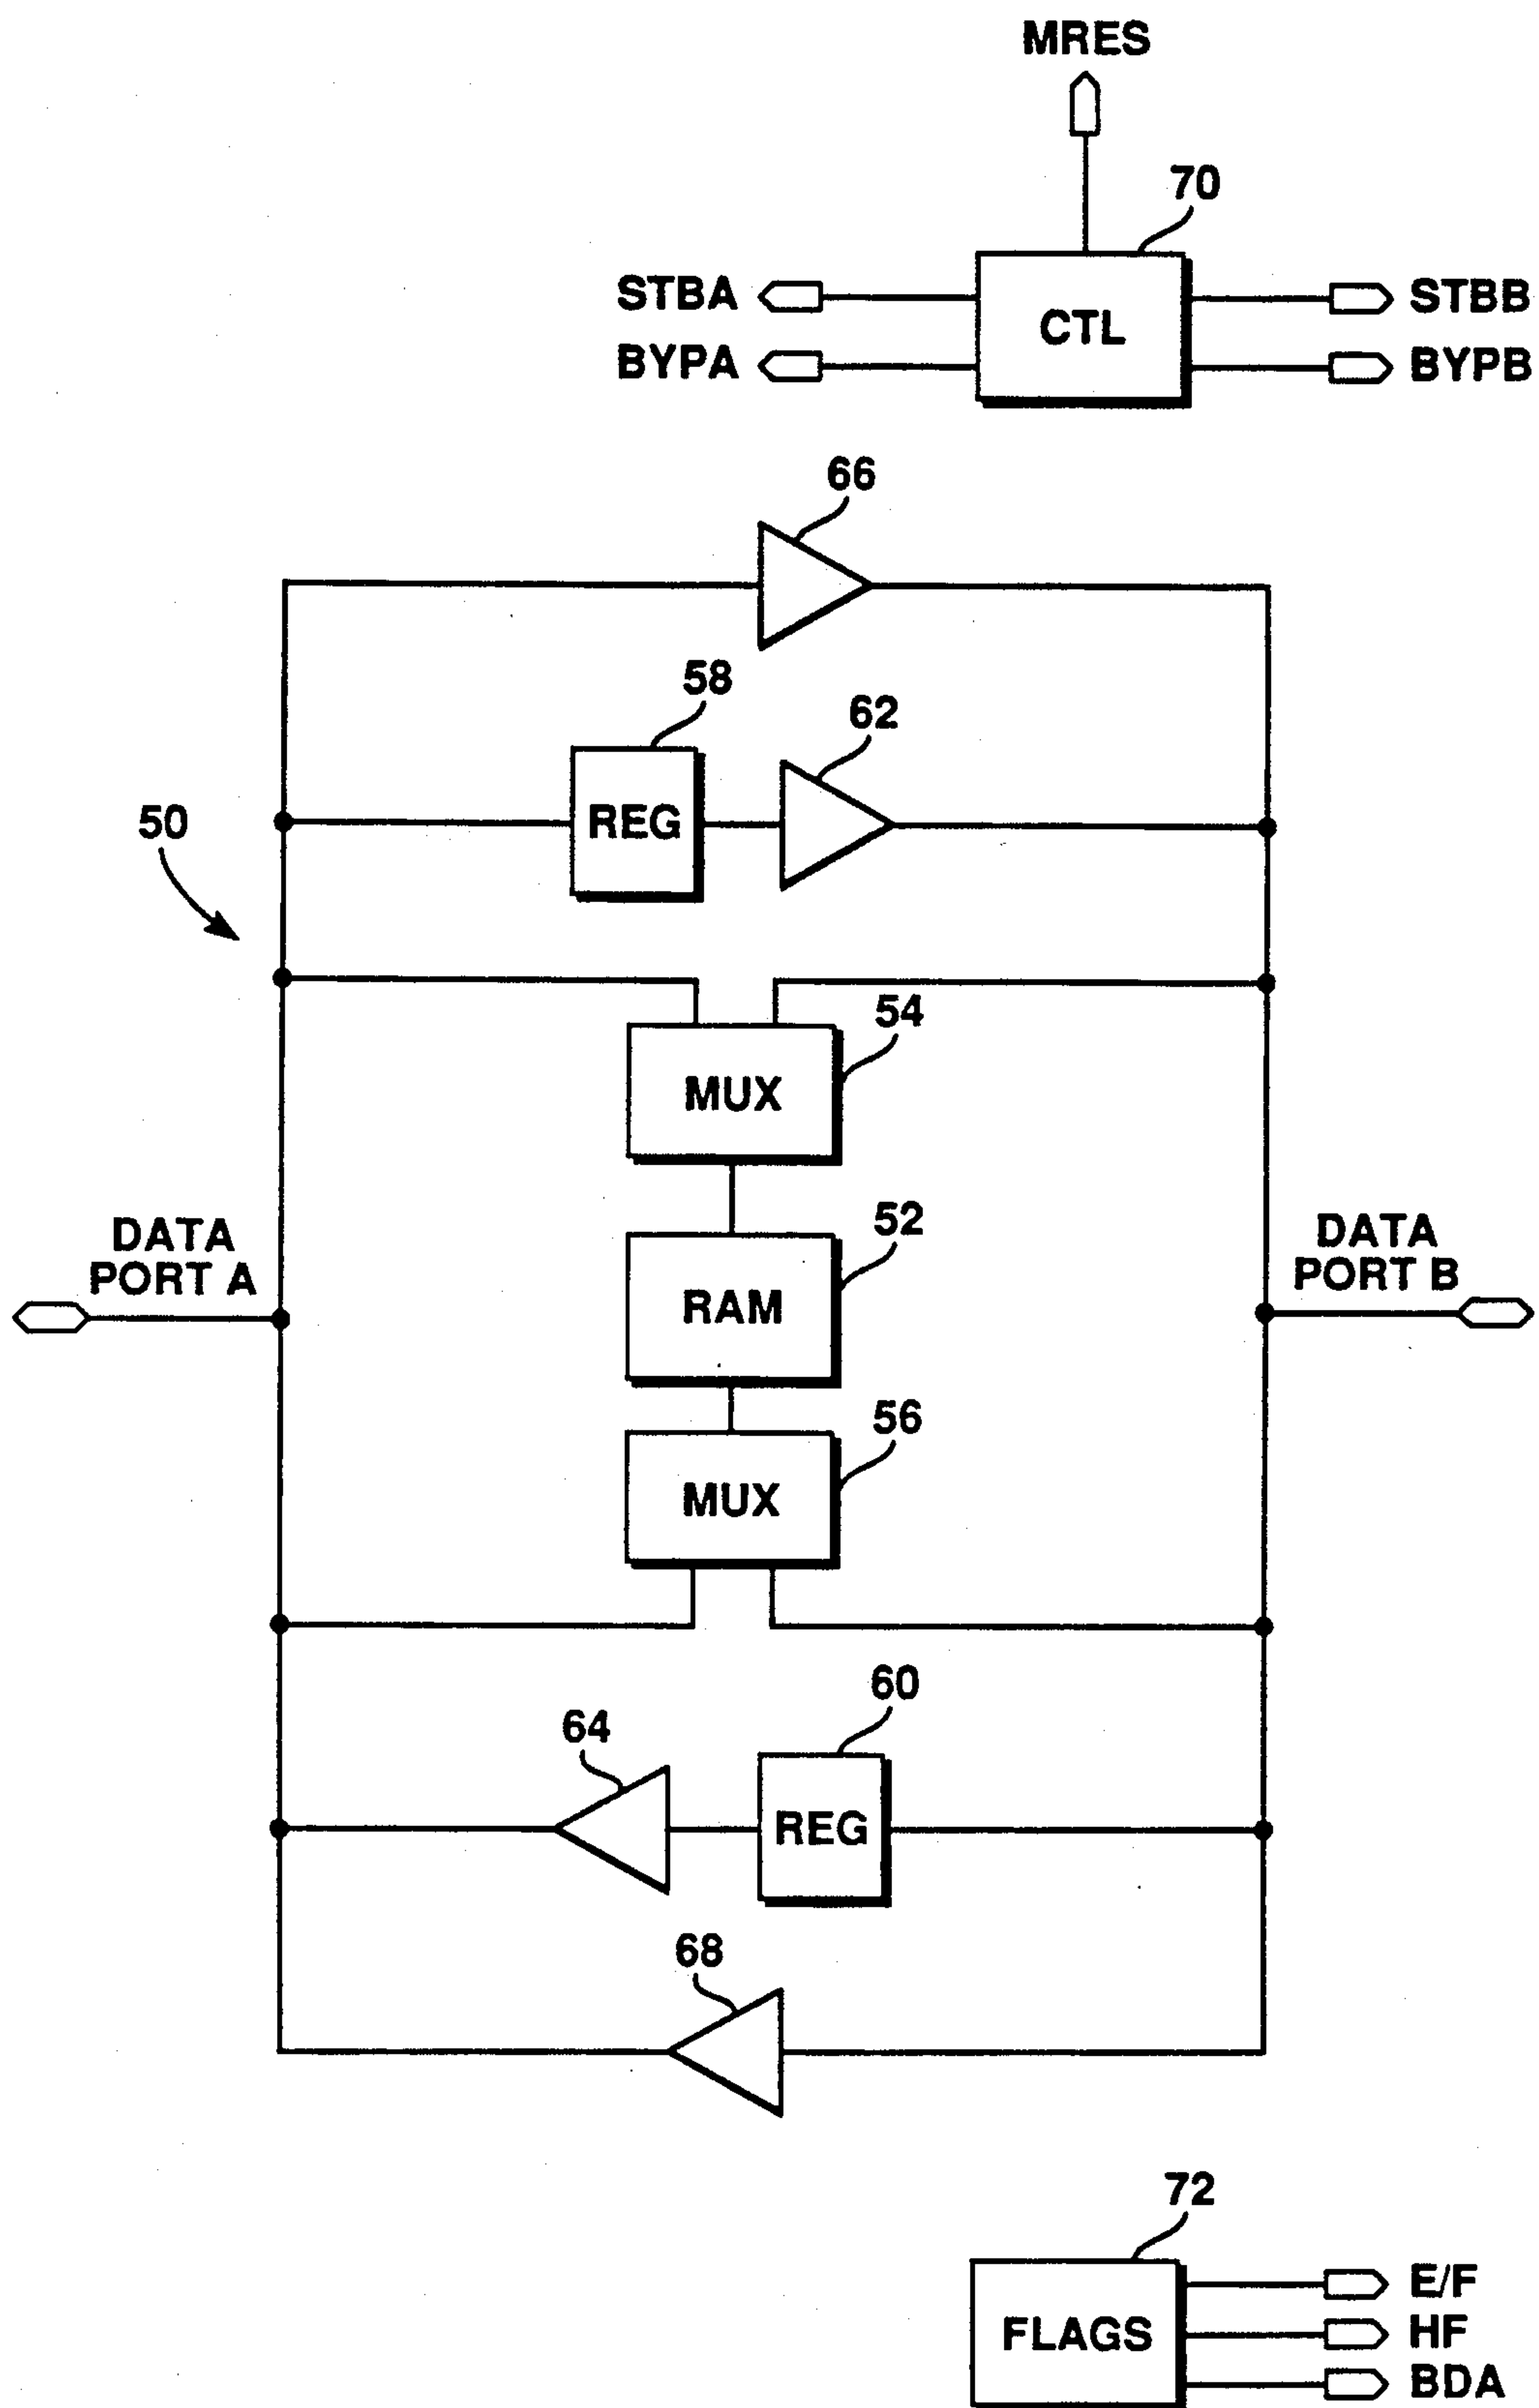 MRES
70
STBA
CTL
STBB
BYPA
BYPB
66
58
62
50
REG
54
MUX
DATA
PORT A
52
RAM
DATA
PORT B
56
MUX
60
64
REG
68
72
FLAGS
E/F
HF
BDA